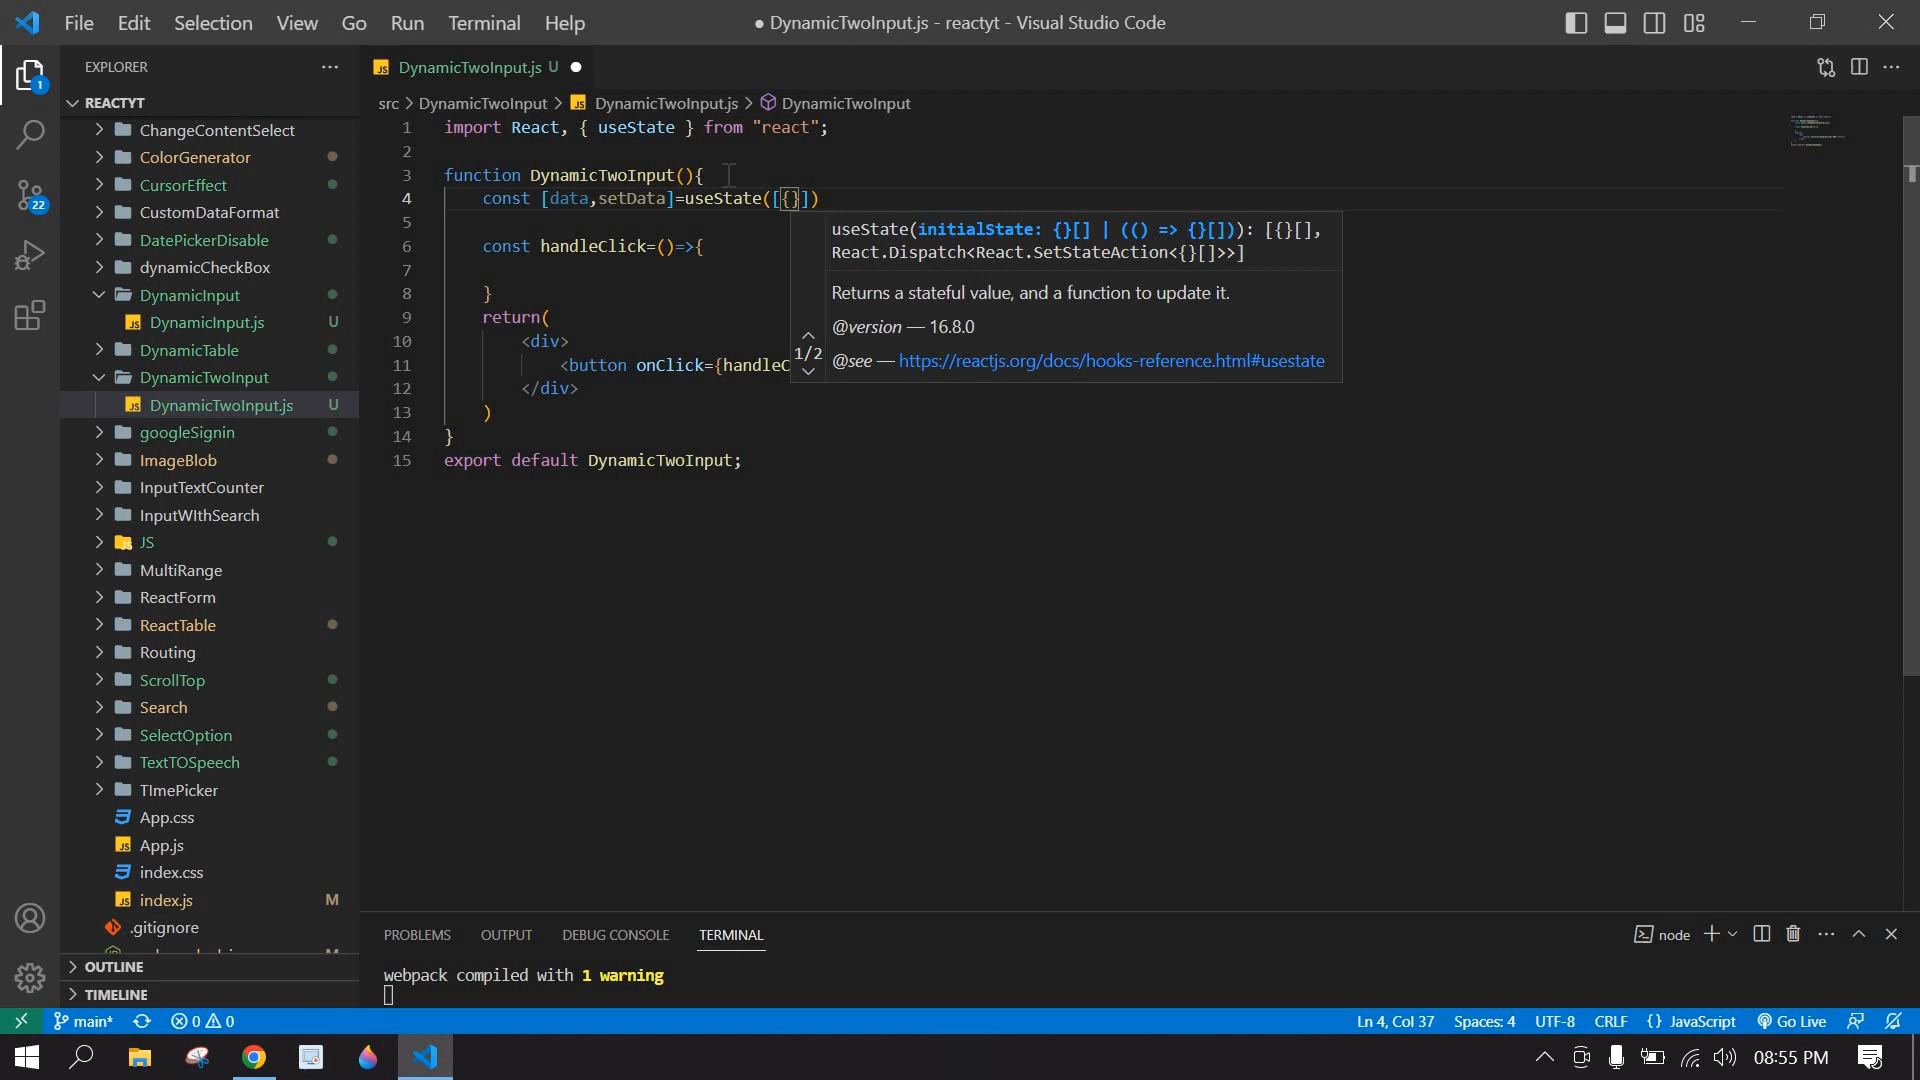 File Edit Selection View Go Run Terminal Help
● DynamicTwoInput.js - reactyt - Visual Studio Code
EXPLORER
REACTYT
ChangeContentSelect
ColorGenerator
CursorEffect
CustomDataFormat
DatePickerDisable
dynamicCheckBox
DynamicInput
DynamicInput.js U
DynamicTable
DynamicTwoInput
DynamicTwoInput.js U
googleSignin
ImageBlob
InputTextCounter
InputWIthSearch
JS
MultiRange
ReactForm
ReactTable
Routing
ScrollTop
Search
SelectOption
TextTOSpeech
TImePicker
App.css
App.js
index.css
index.js M
.gitignore
OUTLINE
TIMELINE
1
22
DynamicTwoInput.js U
src > DynamicTwoInput > DynamicTwoInput.js > DynamicTwoInput
1 import React, { useState } from "react";
2
3 function DynamicTwoInput(){
4 const [data,setData]=useState([{}])
5
6 const handleClick=()=>{
7
8 }
9 return(
10 <div>
11 <button onClick={handleC
12 </div>
13 )
14 }
15 export default DynamicTwoInput;
useState(initialState: {}[] | (() => {}[])): [{}[],
React.Dispatch<React.SetStateAction<{}[]>>]
Returns a stateful value, and a function to update it.
@version — 16.8.0
1/2
@see — https://reactjs.org/docs/hooks-reference.html#usestate
PROBLEMS OUTPUT DEBUG CONSOLE TERMINAL
node
webpack compiled with 1 warning
main* 0 0
Ln 4, Col 37 Spaces: 4 UTF-8 CRLF {} JavaScript Go Live
08:55 PM